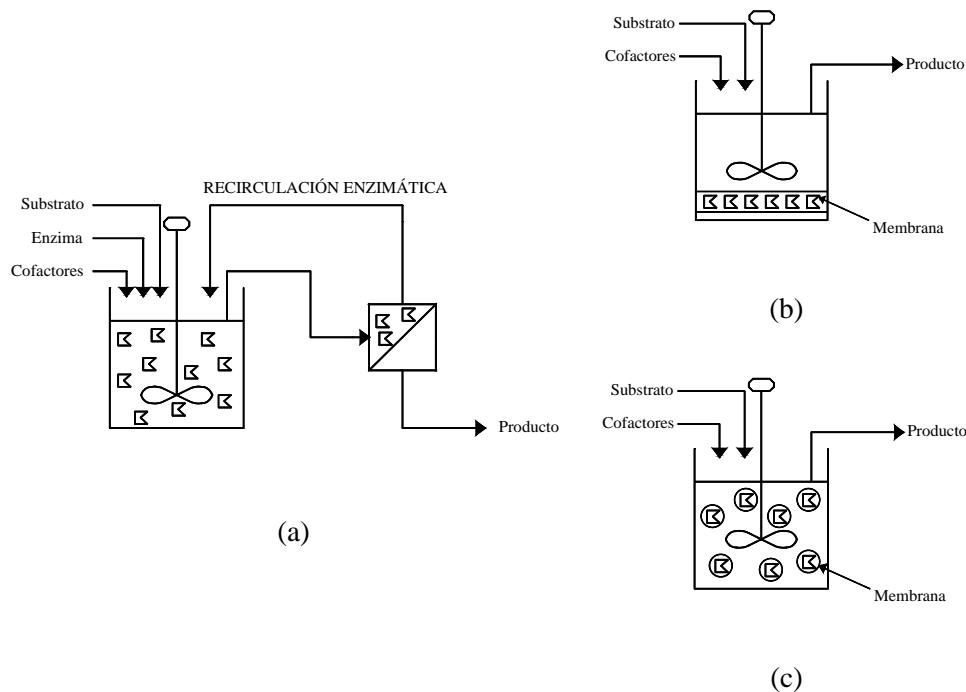 RECIRCULACIÓN ENZIMÁTICA
Substrato
Enzima
Cofactores
Producto
(a)
Substrato
Cofactores
Producto
Membrana
(b)
Substrato
Cofactores
Producto
Membrana
(c)